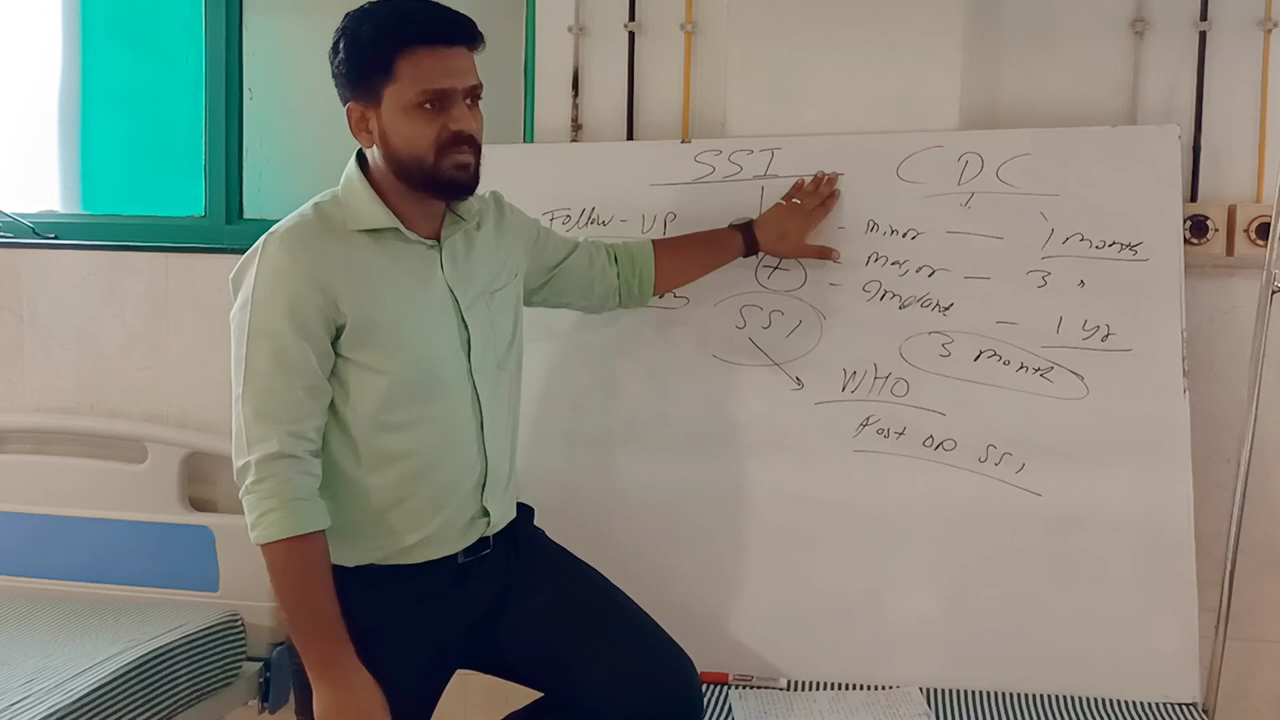 SSI
CDC
Follow-UP
- minor — 1 month
- major — 3 "
- Implant — 1 yr
+
SSI
3 month
WHO
Post OP SSI